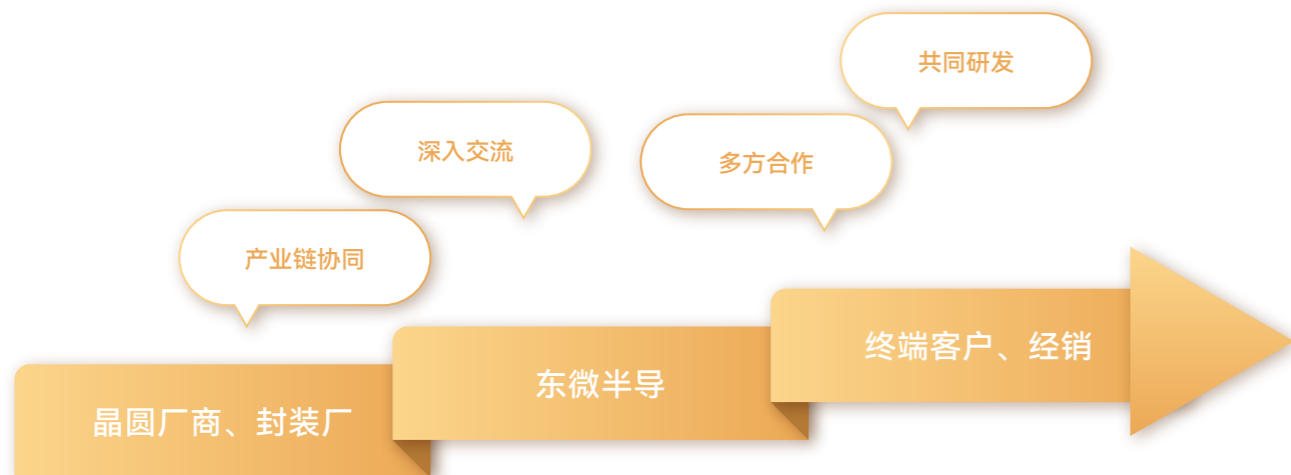 共同研发
深入交流
多方合作
产业链协同
终端客户、经销
东微半导
晶圆厂商、封装厂